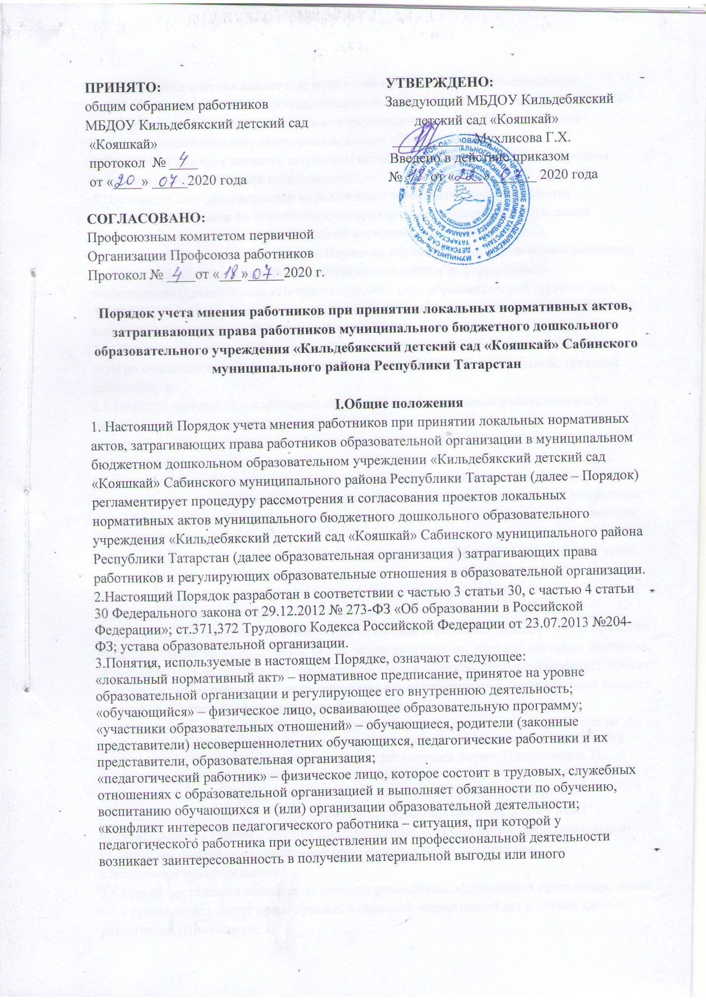 ПРИНЯТО:
общим собранием работников
МБДОУ Кильдебякский детский сад
«Кояшкай»
протокол № 4
от «20» 07. 2020 года
УТВЕРЖДЕНО:
Заведующий МБДОУ Кильдебякский
детский сад «Кояшкай»
Мухлисова Г.Х.
Введено в действие приказом
№ 18 от «22» 07. 2020 года
СОГЛАСОВАНО:
Профсоюзным комитетом первичной
Организации Профсоюза работников
Протокол № 4 от «18» 07. 2020 г.
Порядок учета мнения работников при принятии локальных нормативных актов,
затрагивающих права работников муниципального бюджетного дошкольного
образовательного учреждения «Кильдебякский детский сад «Кояшкай» Сабинского
муниципального района Республики Татарстан
I.Общие положения
1. Настоящий Порядок учета мнения работников при принятии локальных нормативных
актов, затрагивающих права работников образовательной организации в муниципальном
бюджетном дошкольном образовательном учреждении «Кильдебякский детский сад
«Кояшкай» Сабинского муниципального района Республики Татарстан (далее – Порядок)
регламентирует процедуру рассмотрения и согласования проектов локальных
нормативных актов муниципального бюджетного дошкольного образовательного
учреждения «Кильдебякский детский сад «Кояшкай» Сабинского муниципального района
Республики Татарстан (далее образовательная организация ) затрагивающих права
работников и регулирующих образовательные отношения в образовательной организации.
2.Настоящий Порядок разработан в соответствии с частью 3 статьи 30, с частью 4 статьи
30 Федерального закона от 29.12.2012 № 273-ФЗ «Об образовании в Российской
Федерации»; ст.371,372 Трудового Кодекса Российской Федерации от 23.07.2013 №204-
ФЗ; устава образовательной организации.
3.Понятия, используемые в настоящем Порядке, означают следующее:
«локальный нормативный акт» – нормативное предписание, принятое на уровне
образовательной организации и регулирующее его внутреннюю деятельность;
«обучающийся» – физическое лицо, осваивающее образовательную программу;
«участники образовательных отношений» – обучающиеся, родители (законные
представители) несовершеннолетних обучающихся, педагогические работники и их
представители, образовательная организация;
«педагогический работник» – физическое лицо, которое состоит в трудовых, служебных
отношениях с образовательной организацией и выполняет обязанности по обучению,
воспитанию обучающихся и (или) организации образовательной деятельности;
«конфликт интересов педагогического работника – ситуация, при которой у
педагогического работника при осуществлении им профессиональной деятельности
возникает заинтересованность в получении материальной выгоды или иного